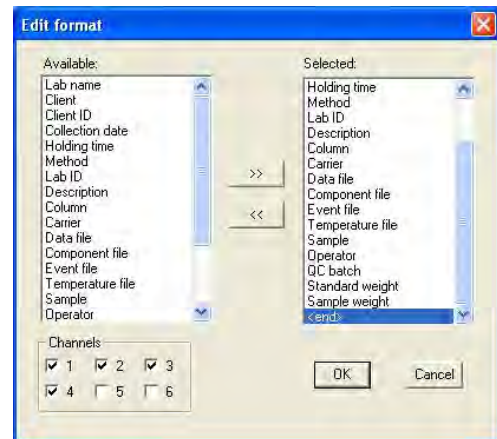 Edit format
Available:
Lab name
Client
Client ID
Collection date
Holding time
Method
Lab ID
Description
Column
Carrier
Data file
Component file
Event file
Temperature file
Sample
Operator
>>
<<
Selected:
Holding time
Method
Lab ID
Description
Column
Carrier
Data file
Component file
Event file
Temperature file
Sample
Operator
QC batch
Standard weight
Sample weight
<end>
Channels
1 2 3
4 5 6
OK Cancel